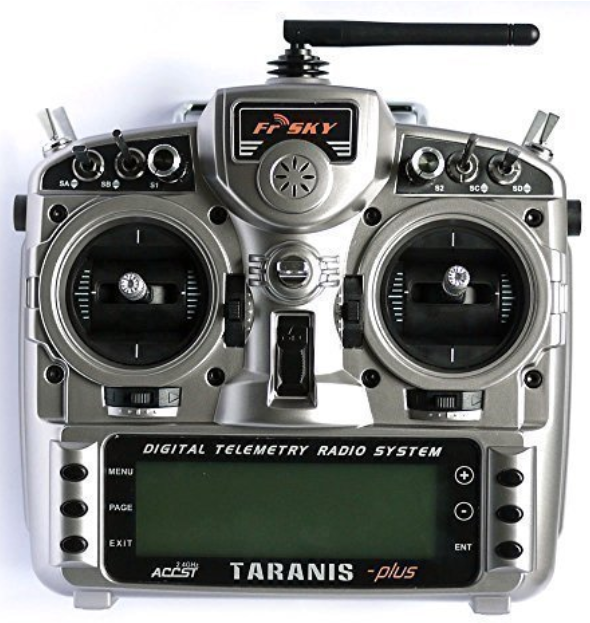 FrSKY
SA SB S1
S2 SC SD
DIGITAL TELEMETRY RADIO SYSTEM
MENU
+
PAGE
-
EXIT
ENT
2.4GHz
ACCST
TARANIS -plus